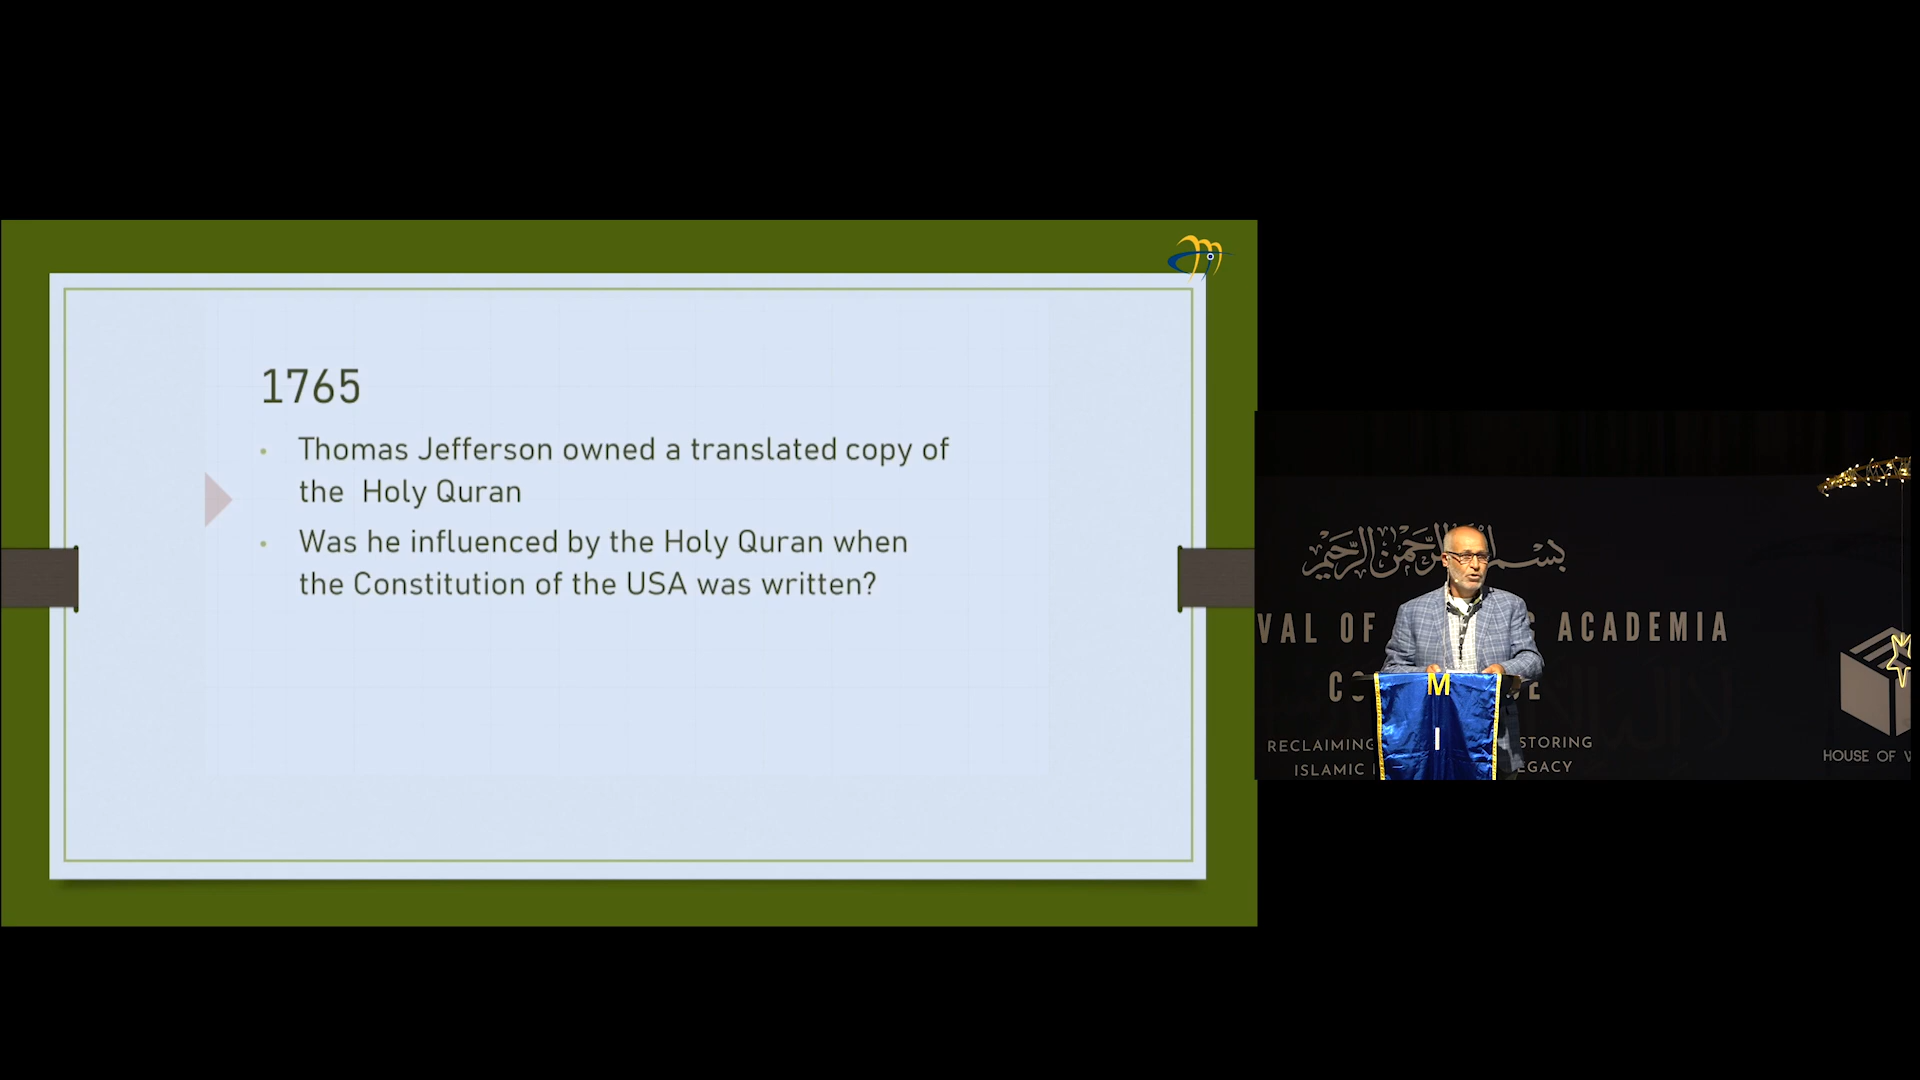 1765
Thomas Jefferson owned a translated copy of
the Holy Quran
Was he influenced by the Holy Quran when
the Constitution of the USA was written?
بسم الله الرحمن الرحيم
VAL OF ACADEMIA
RECLAIMING STORING
ISLAMIC EGACY
M
HOUSE OF